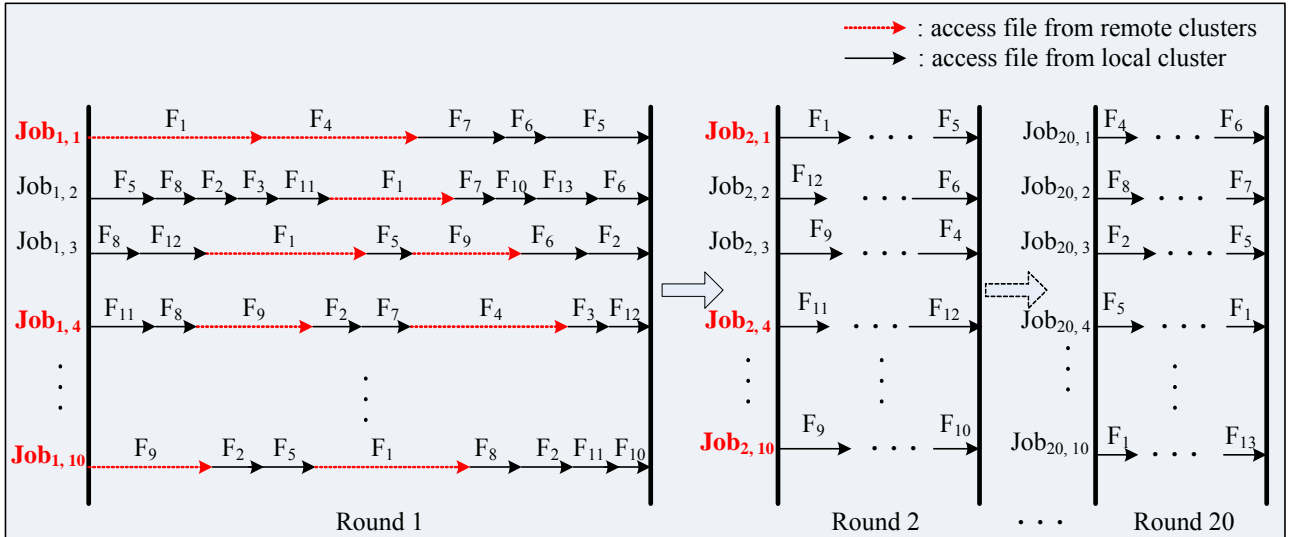 : access file from remote clusters
: access file from local cluster
Job1, 1 F1 F4 F7 F6 F5 Job2, 1 F1 . . . F5 Job20, 1 F4 . . . F6
Job1, 2 F5 F8 F2 F3 F11 F1 F7 F10 F13 F6 Job2, 2 F12 . . . F6 Job20, 2 F8 . . . F7
Job1, 3 F8 F12 F1 F5 F9 F6 F2 Job2, 3 F9 . . . F4 Job20, 3 F2 . . . F5
Job1, 4 F11 F8 F9 F2 F7 F4 F3 F12 Job2, 4 F11 . . . F12 Job20, 4 F5 . . . F1
Job1, 10 F9 F2 F5 F1 F8 F2 F11 F10 Job2, 10 F9 . . . F10 Job20, 10 F1 . . . F13
Round 1 Round 2 . . . Round 20